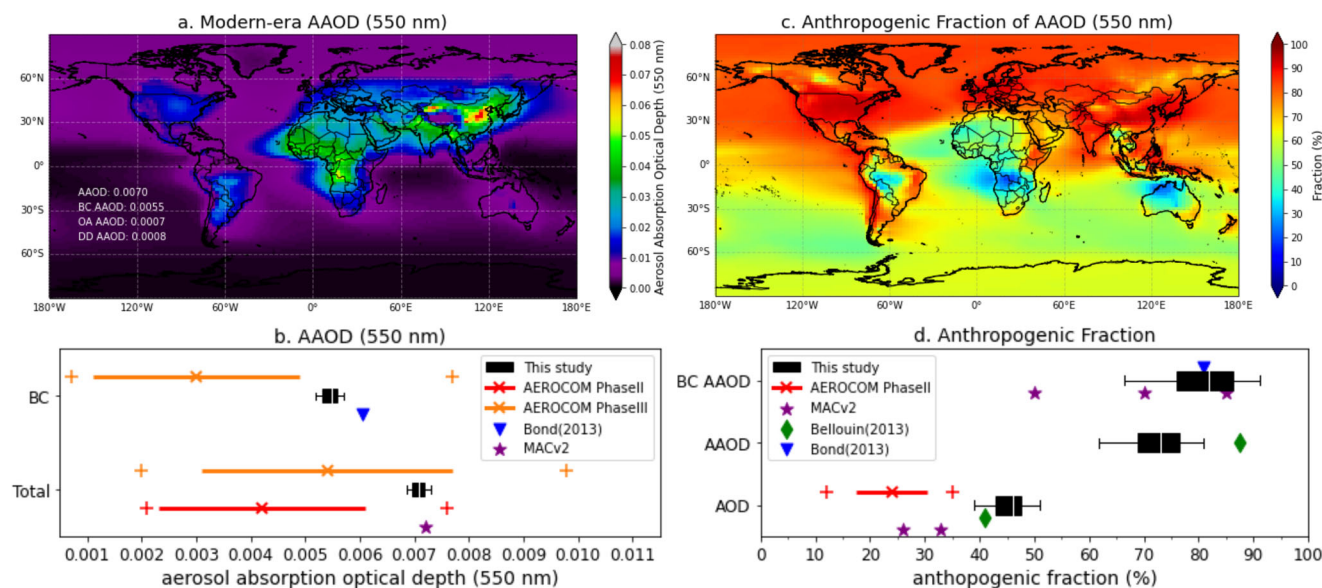 a. Modern-era AAOD (550 nm)
60°N
30°N
0°
30°S
60°S
AAOD: 0.0070
BC AAOD: 0.0055
OA AAOD: 0.0007
DD AAOD: 0.0008
180°W
120°W
60°W
0°
60°E
120°E
180°E
0.08
0.07
0.06
0.05
0.04
0.03
0.02
0.01
0.00
Aerosol Absorption Optical Depth (550 nm)
c. Anthropogenic Fraction of AAOD (550 nm)
60°N
30°N
0°
30°S
60°S
180°W
120°W
60°W
0°
60°E
120°E
180°E
100
90
80
70
60
50
40
30
20
10
0
Fraction (%)
b. AAOD (550 nm)
BC
Total
This study
AEROCOM PhaseII
AEROCOM PhaseIII
Bond(2013)
MACv2
0.001 0.002 0.003 0.004 0.005 0.006 0.007 0.008 0.009 0.010 0.011
aerosol absorption optical depth (550 nm)
d. Anthropogenic Fraction
BC AAOD
AAOD
AOD
This study
AEROCOM PhaseII
MACv2
Bellouin(2013)
Bond(2013)
0 10 20 30 40 50 60 70 80 90 100
anthropogenic fraction (%)